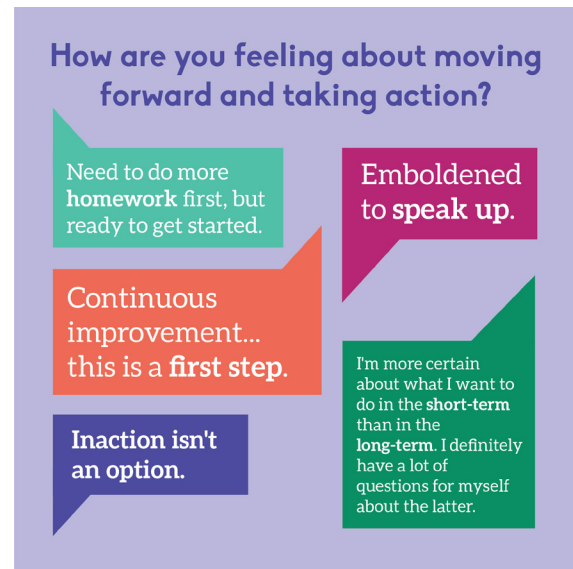 How are you feeling about moving
forward and taking action?
Need to do more
homework first, but
ready to get started.
Emboldened
to speak up.
Continuous
improvement...
this is a first step.
I'm more certain
about what I want to
do in the short-term
than in the
long-term. I definitely
have a lot of
questions for myself
about the latter.
Inaction isn't
an option.